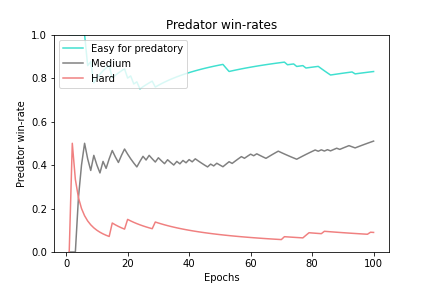 Predator win-rates
Easy for predatory
Medium
Hard
Predator win-rate
1.0
0.8
0.6
0.4
0.2
0.0
0
20
40
60
80
100
Epochs